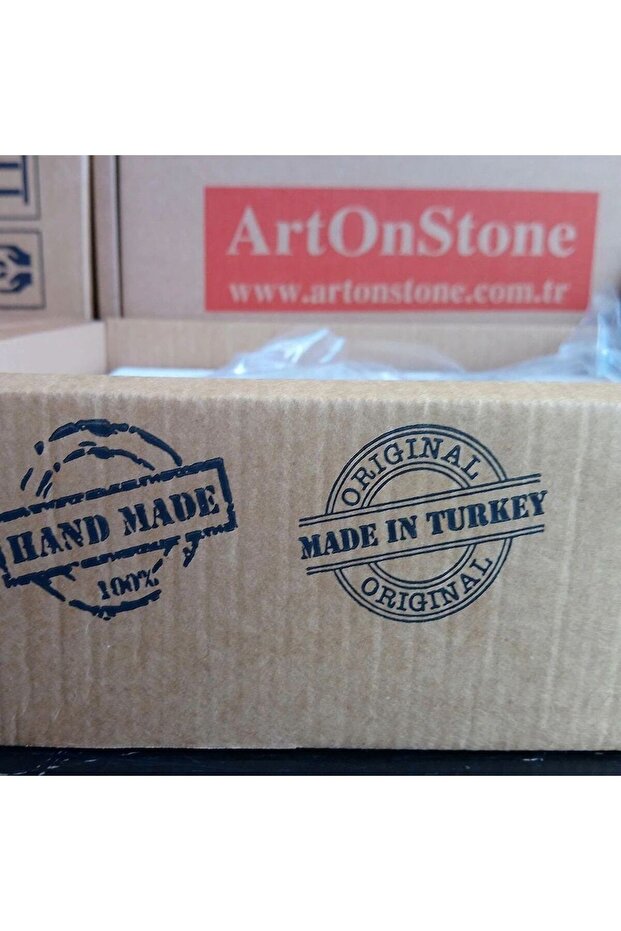 ArtOnStone
www.artonstone.com.tr
HAND MADE
100%
ORIGINAL
MADE IN TURKEY
ORIGINAL